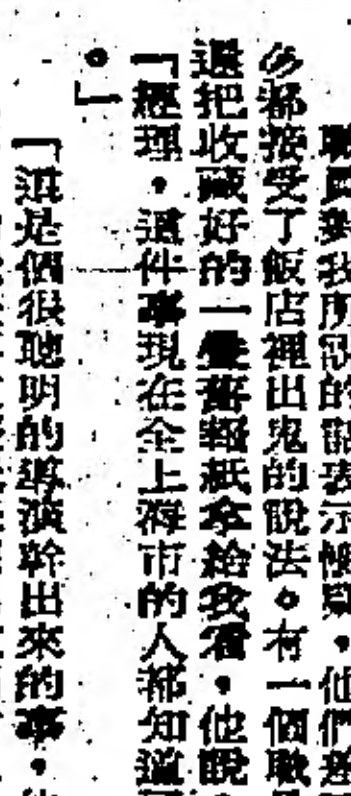 職員對我所說的話表示懷疑，他們差
乎都接受了飯店裡出鬼的說法。有一個職
還把收藏好的一疊舊報紙拿給我看，他說
「經理，這件事現在全上海市的人都知道
。」
「這是個很聰明的導演幹出來的事，